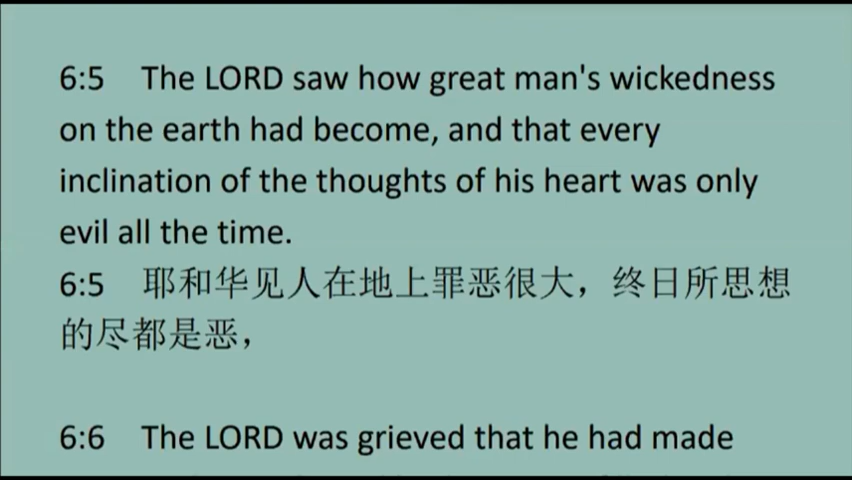 6:5 The LORD saw how great man's wickedness
on the earth had become, and that every
inclination of the thoughts of his heart was only
evil all the time.
6:5 耶和华见人在地上罪恶很大，终日所思想
的尽都是恶，
6:6 The LORD was grieved that he had made